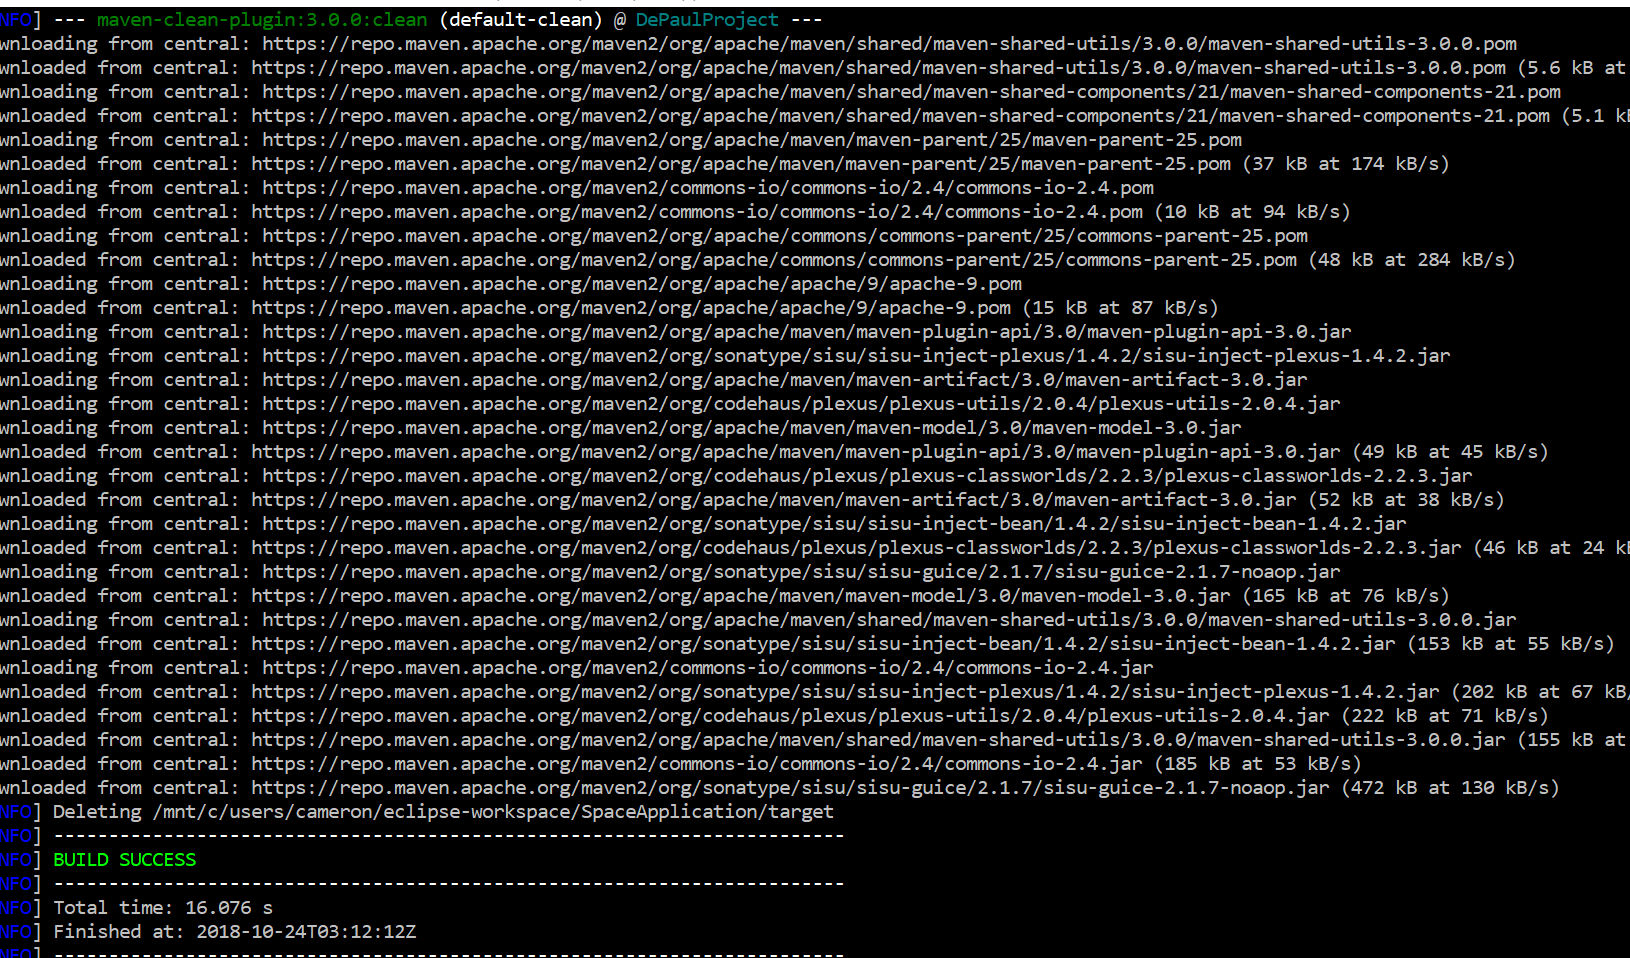 NFO] --- maven-clean-plugin:3.0.0:clean (default-clean) @ DePaulProject ---
wnloading from central: https://repo.maven.apache.org/maven2/org/apache/maven/shared/maven-shared-utils/3.0.0/maven-shared-utils-3.0.0.pom
wnloaded from central: https://repo.maven.apache.org/maven2/org/apache/maven/shared/maven-shared-utils/3.0.0/maven-shared-utils-3.0.0.pom (5.6 kB at
wnloading from central: https://repo.maven.apache.org/maven2/org/apache/maven/shared/maven-shared-components/21/maven-shared-components-21.pom
wnloaded from central: https://repo.maven.apache.org/maven2/org/apache/maven/shared/maven-shared-components/21/maven-shared-components-21.pom (5.1 kB
wnloading from central: https://repo.maven.apache.org/maven2/org/apache/maven/maven-parent/25/maven-parent-25.pom
wnloaded from central: https://repo.maven.apache.org/maven2/org/apache/maven/maven-parent/25/maven-parent-25.pom (37 kB at 174 kB/s)
wnloading from central: https://repo.maven.apache.org/maven2/commons-io/commons-io/2.4/commons-io-2.4.pom
wnloaded from central: https://repo.maven.apache.org/maven2/commons-io/commons-io/2.4/commons-io-2.4.pom (10 kB at 94 kB/s)
wnloading from central: https://repo.maven.apache.org/maven2/org/apache/commons/commons-parent/25/commons-parent-25.pom
wnloaded from central: https://repo.maven.apache.org/maven2/org/apache/commons/commons-parent/25/commons-parent-25.pom (48 kB at 284 kB/s)
wnloading from central: https://repo.maven.apache.org/maven2/org/apache/apache/9/apache-9.pom
wnloaded from central: https://repo.maven.apache.org/maven2/org/apache/apache/9/apache-9.pom (15 kB at 87 kB/s)
wnloading from central: https://repo.maven.apache.org/maven2/org/apache/maven/maven-plugin-api/3.0/maven-plugin-api-3.0.jar
wnloading from central: https://repo.maven.apache.org/maven2/org/sonatype/sisu/sisu-inject-plexus/1.4.2/sisu-inject-plexus-1.4.2.jar
wnloading from central: https://repo.maven.apache.org/maven2/org/apache/maven/maven-artifact/3.0/maven-artifact-3.0.jar
wnloading from central: https://repo.maven.apache.org/maven2/org/codehaus/plexus/plexus-utils/2.0.4/plexus-utils-2.0.4.jar
wnloading from central: https://repo.maven.apache.org/maven2/org/apache/maven/maven-model/3.0/maven-model-3.0.jar
wnloaded from central: https://repo.maven.apache.org/maven2/org/apache/maven/maven-plugin-api/3.0/maven-plugin-api-3.0.jar (49 kB at 45 kB/s)
wnloading from central: https://repo.maven.apache.org/maven2/org/codehaus/plexus/plexus-classworlds/2.2.3/plexus-classworlds-2.2.3.jar
wnloaded from central: https://repo.maven.apache.org/maven2/org/apache/maven/maven-artifact/3.0/maven-artifact-3.0.jar (52 kB at 38 kB/s)
wnloading from central: https://repo.maven.apache.org/maven2/org/sonatype/sisu/sisu-inject-bean/1.4.2/sisu-inject-bean-1.4.2.jar
wnloaded from central: https://repo.maven.apache.org/maven2/org/codehaus/plexus/plexus-classworlds/2.2.3/plexus-classworlds-2.2.3.jar (46 kB at 24 kB
wnloading from central: https://repo.maven.apache.org/maven2/org/sonatype/sisu/sisu-guice/2.1.7/sisu-guice-2.1.7-noaop.jar
wnloaded from central: https://repo.maven.apache.org/maven2/org/apache/maven/maven-model/3.0/maven-model-3.0.jar (165 kB at 76 kB/s)
wnloading from central: https://repo.maven.apache.org/maven2/org/apache/maven/shared/maven-shared-utils/3.0.0/maven-shared-utils-3.0.0.jar
wnloaded from central: https://repo.maven.apache.org/maven2/org/sonatype/sisu/sisu-inject-bean/1.4.2/sisu-inject-bean-1.4.2.jar (153 kB at 55 kB/s)
wnloading from central: https://repo.maven.apache.org/maven2/commons-io/commons-io/2.4/commons-io-2.4.jar
wnloaded from central: https://repo.maven.apache.org/maven2/org/sonatype/sisu/sisu-inject-plexus/1.4.2/sisu-inject-plexus-1.4.2.jar (202 kB at 67 kB/
wnloaded from central: https://repo.maven.apache.org/maven2/org/codehaus/plexus/plexus-utils/2.0.4/plexus-utils-2.0.4.jar (222 kB at 71 kB/s)
wnloaded from central: https://repo.maven.apache.org/maven2/org/apache/maven/shared/maven-shared-utils/3.0.0/maven-shared-utils-3.0.0.jar (155 kB at
wnloaded from central: https://repo.maven.apache.org/maven2/commons-io/commons-io/2.4/commons-io-2.4.jar (185 kB at 53 kB/s)
wnloaded from central: https://repo.maven.apache.org/maven2/org/sonatype/sisu/sisu-guice/2.1.7/sisu-guice-2.1.7-noaop.jar (472 kB at 130 kB/s)
NFO] Deleting /mnt/c/users/cameron/eclipse-workspace/SpaceApplication/target
NFO] ------------------------------------------------------------------------
NFO] BUILD SUCCESS
NFO] ------------------------------------------------------------------------
NFO] Total time: 16.076 s
NFO] Finished at: 2018-10-24T03:12:12Z
NFO] ------------------------------------------------------------------------